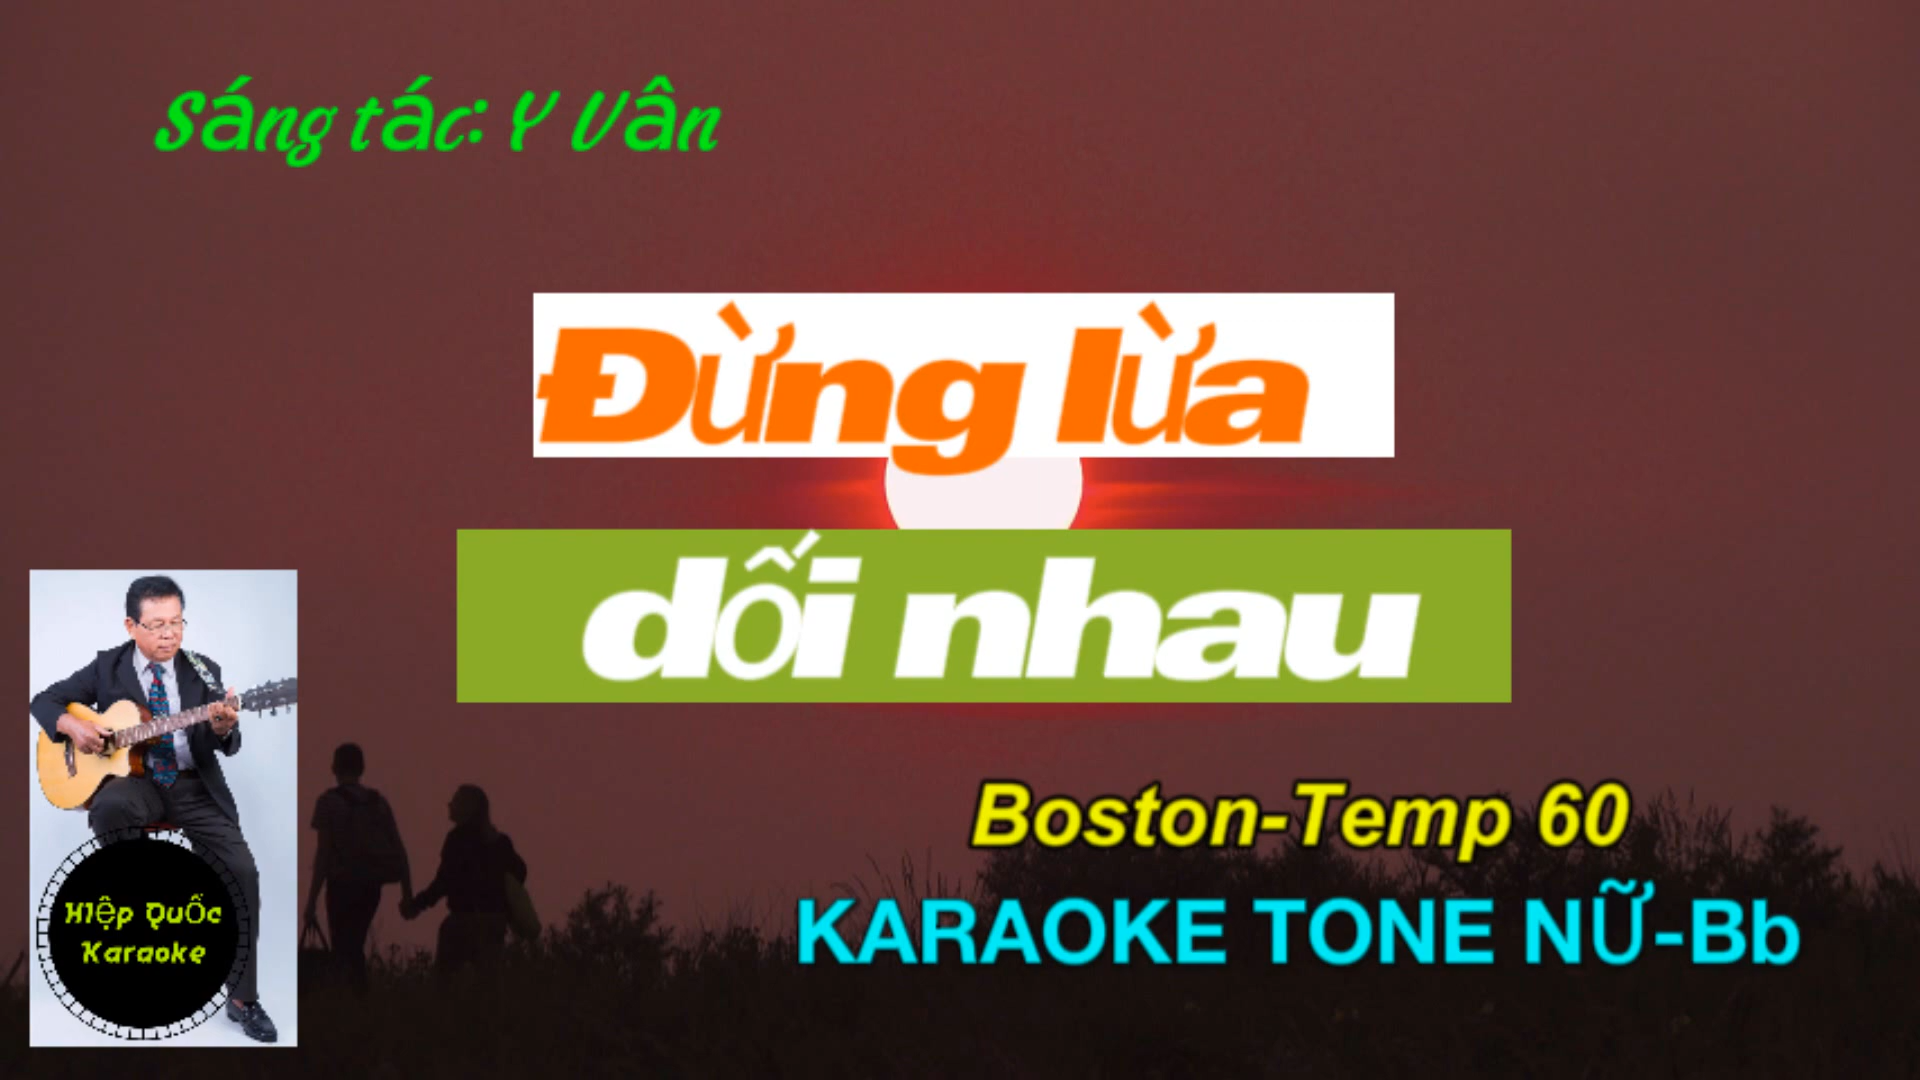 Sáng tác: Y Vân
Đừng lừa
dối nhau
Boston-Temp 60
KARAOKE TONE NỮ-Bb
Hiệp Quốc
Karaoke